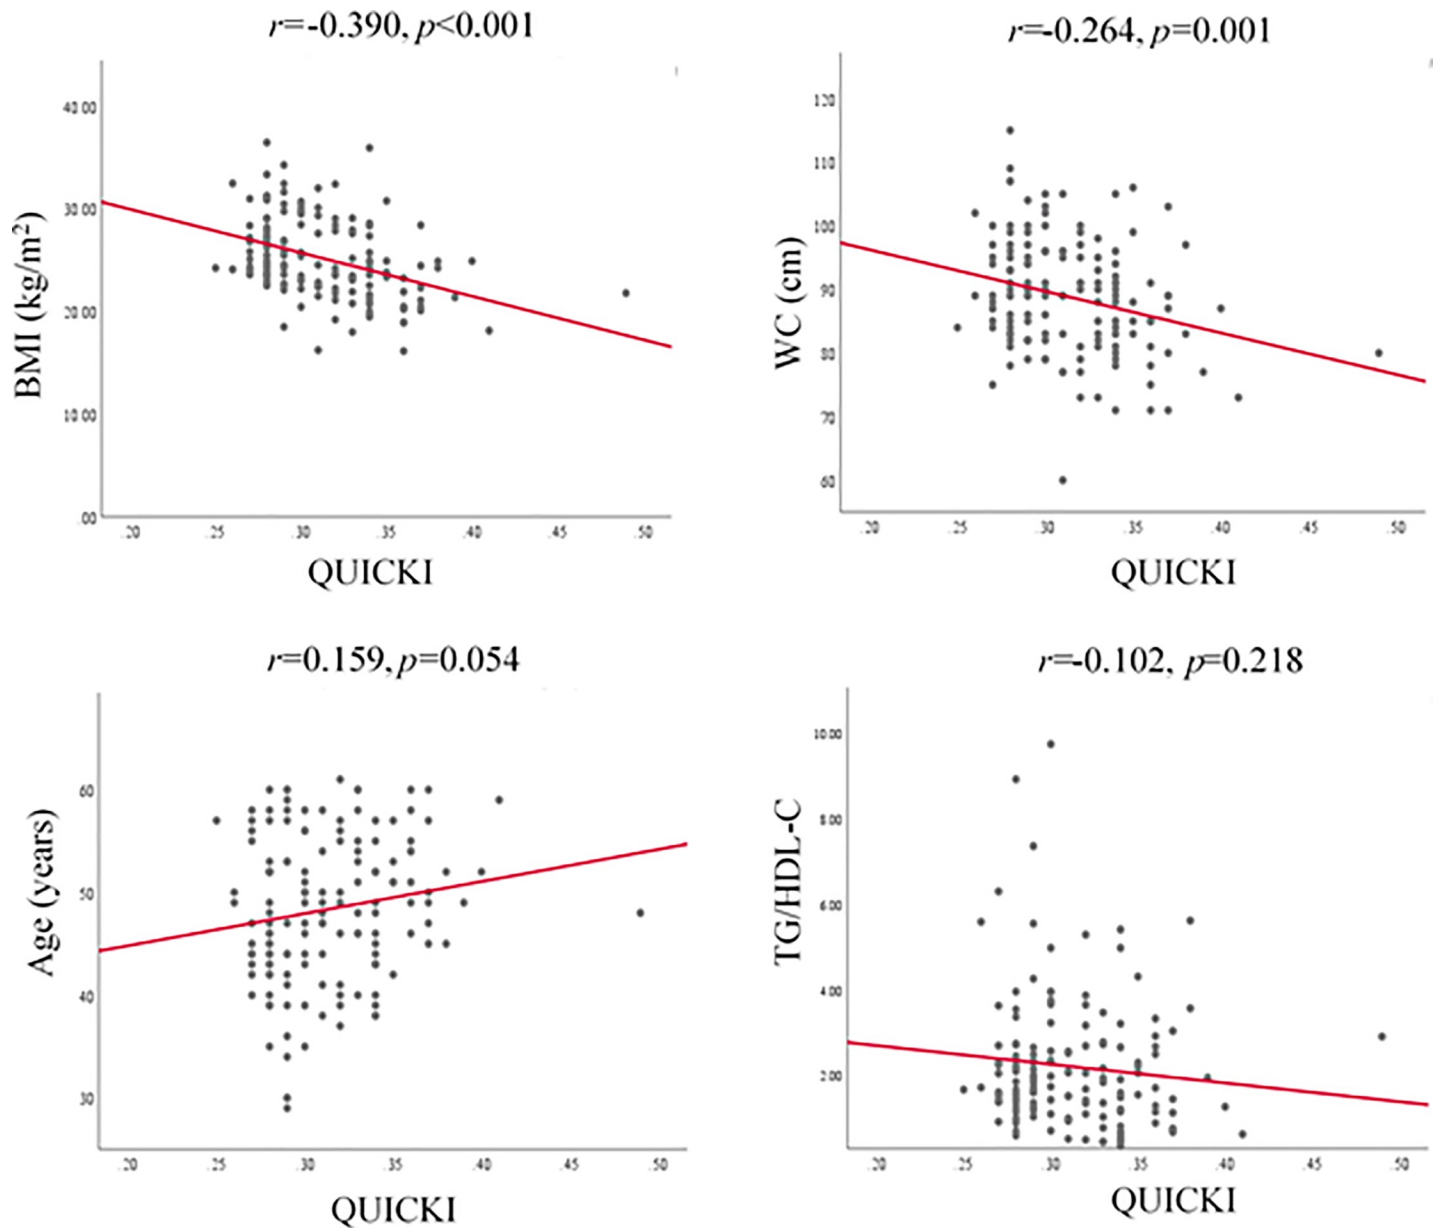 r=-0.390, p<0.001
40.00
30.00
20.00
10.00
.00
BMI (kg/m²)
.20 .25 .30 .35 .40 .45 .50
QUICKI
r=-0.264, p=0.001
120
110
100
90
80
70
60
WC (cm)
.20 .25 .30 .35 .40 .45 .50
QUICKI
r=0.159, p=0.054
60
50
40
30
Age (years)
.20 .25 .30 .35 .40 .45 .50
QUICKI
r=-0.102, p=0.218
10.00
8.00
6.00
4.00
2.00
TG/HDL-C
.20 .25 .30 .35 .40 .45 .50
QUICKI